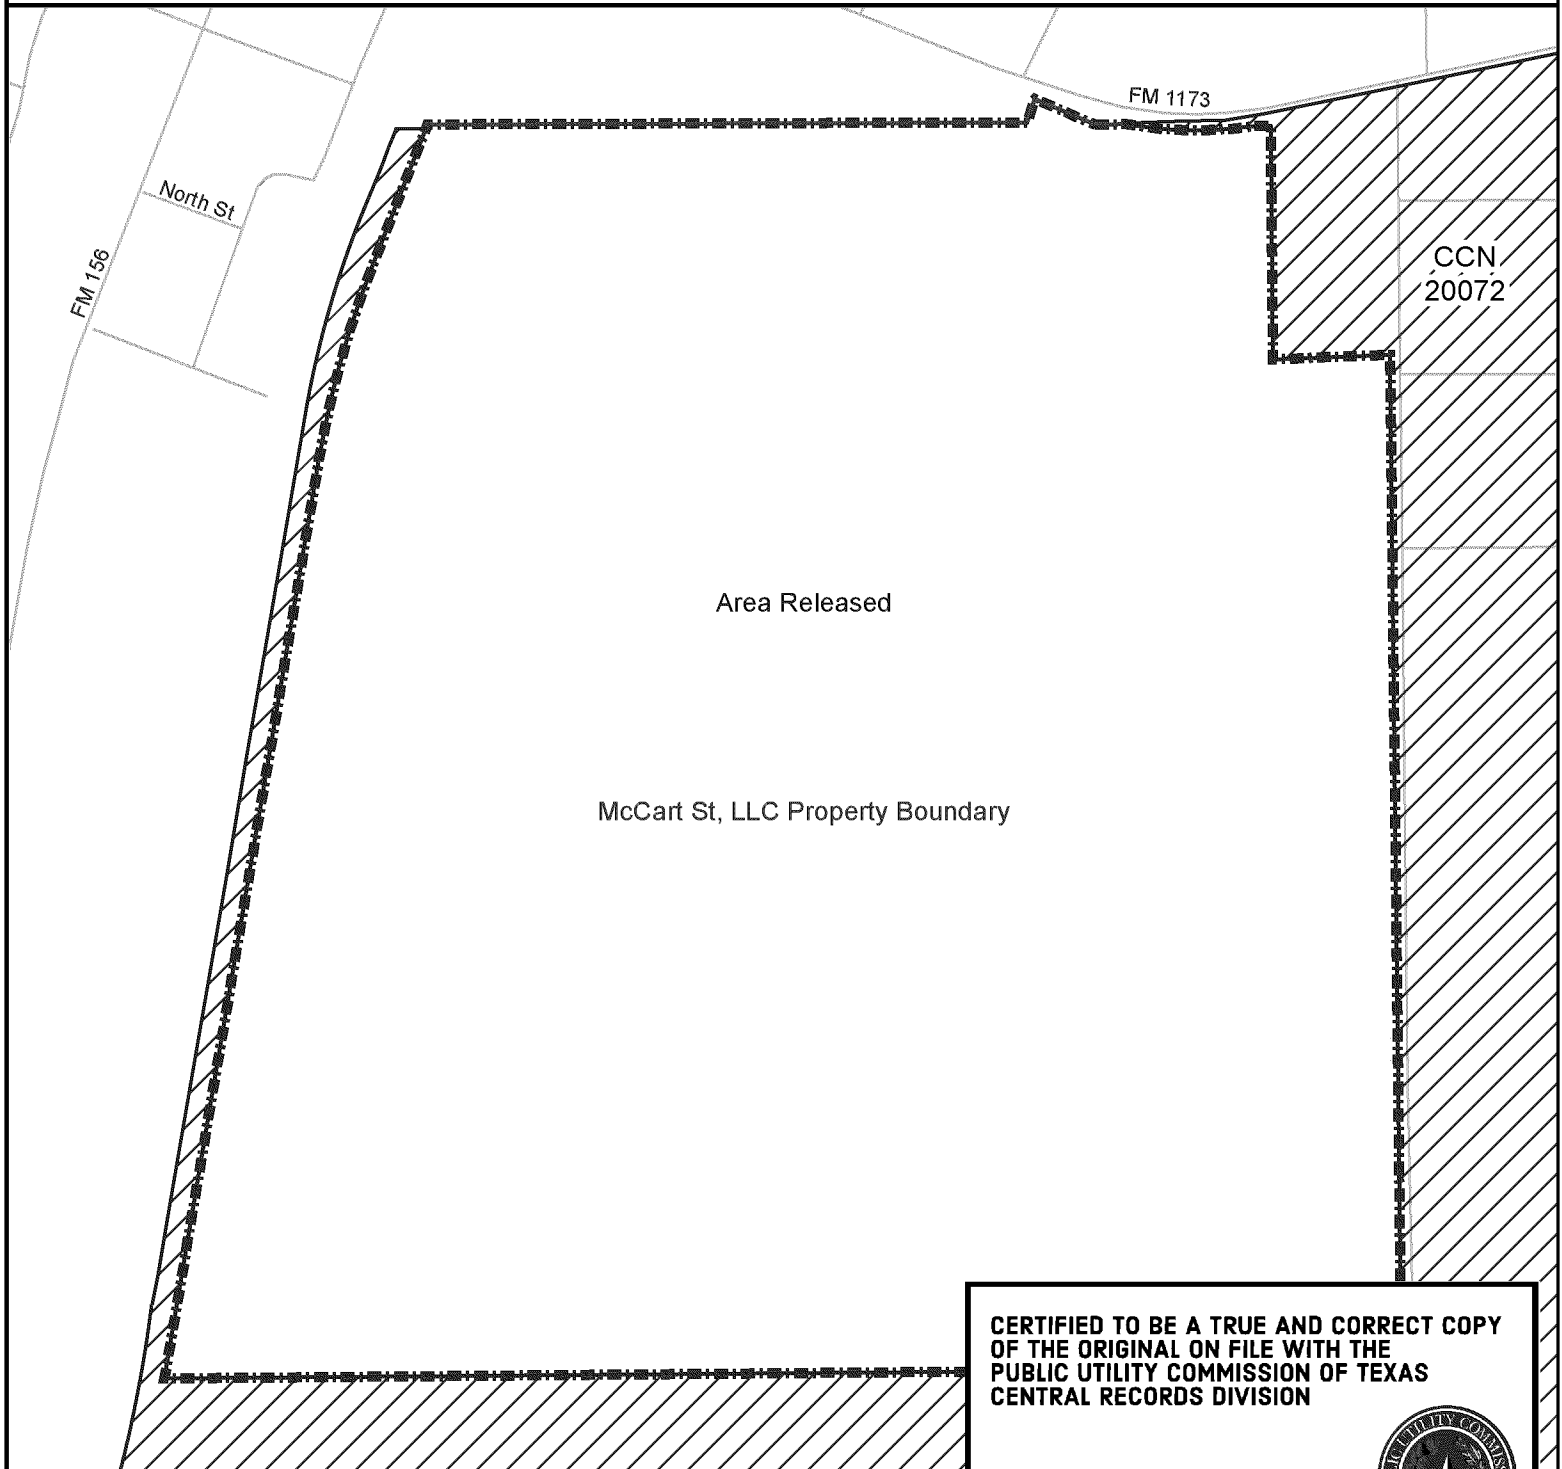 FM 1173
North St
FM 156
CCN
20072
Area Released
McCart St, LLC Property Boundary
CERTIFIED TO BE A TRUE AND CORRECT COPY
OF THE ORIGINAL ON FILE WITH THE
PUBLIC UTILITY COMMISSION OF TEXAS
CENTRAL RECORDS DIVISION
UTILITY